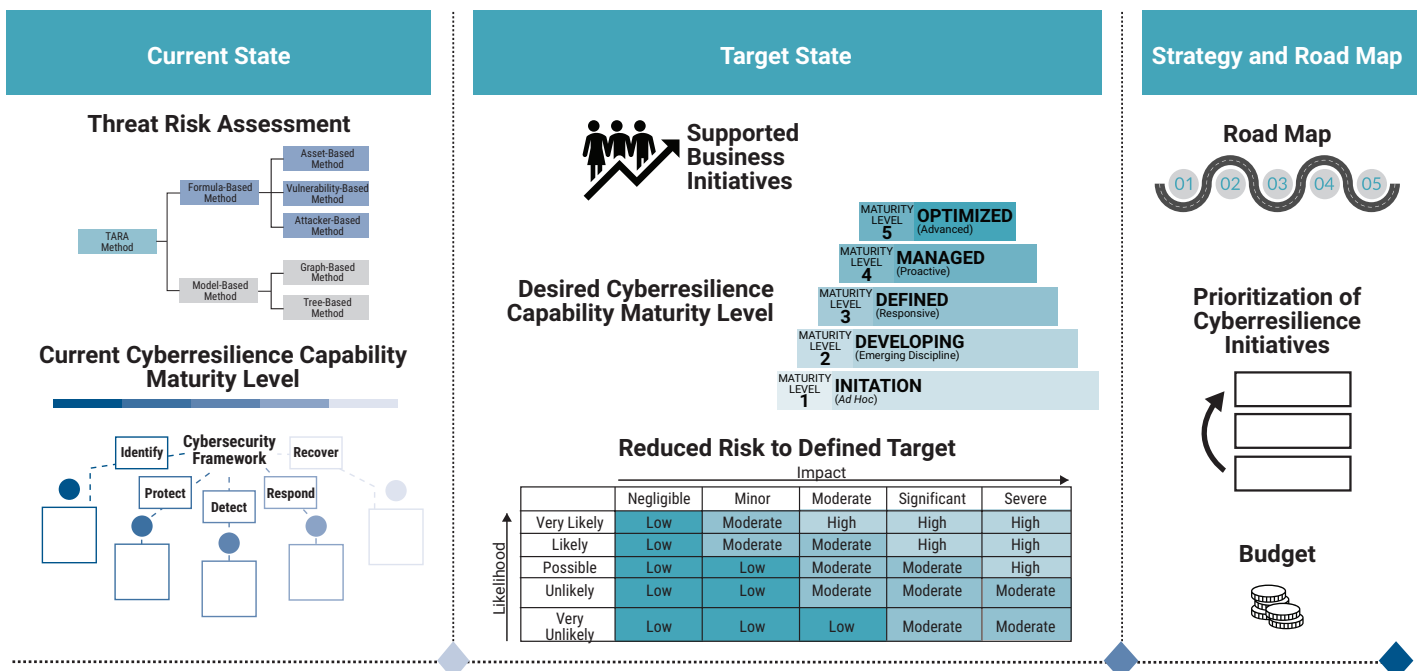 Current State
Threat Risk Assessment
TARA
Method
Formula-Based
Method
Asset-Based
Method
Vulnerability-Based
Method
Attacker-Based
Method
Model-Based
Method
Graph-Based
Method
Tree-Based
Method
Current Cyberresilience Capability
Maturity Level
Cybersecurity
Framework
Identify
Protect
Detect
Respond
Recover
Target State
Supported
Business
Initiatives
Desired Cyberresilience
Capability Maturity Level
MATURITY
LEVEL
5
OPTIMIZED
(Advanced)
MATURITY
LEVEL
4
MANAGED
(Proactive)
MATURITY
LEVEL
3
DEFINED
(Responsive)
MATURITY
LEVEL
2
DEVELOPING
(Emerging Discipline)
MATURITY
LEVEL
1
INITATION
(Ad Hoc)
Reduced Risk to Defined Target
Impact
Likelihood
Negligible Minor Moderate Significant Severe
Very Likely Low Moderate High High High
Likely Low Moderate Moderate High High
Possible Low Low Moderate Moderate High
Unlikely Low Low Moderate Moderate Moderate
Very
Unlikely Low Low Low Moderate Moderate
Strategy and Road Map
Road Map
01 02 03 04 05
Prioritization of
Cyberresilience
Initiatives
Budget